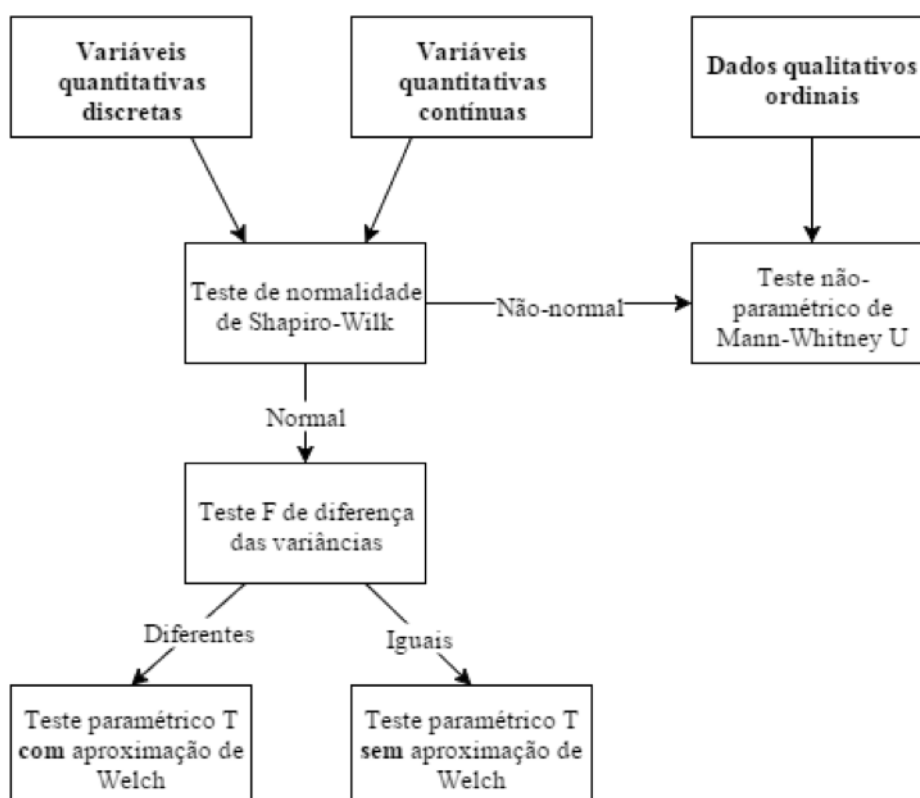 Variáveis
quantitativas
discretas
Variáveis
quantitativas
contínuas
Dados qualitativos
ordinais
Teste de normalidade
de Shapiro-Wilk
Não-normal
Teste não-
paramétrico de
Mann-Whitney U
Normal
Teste F de diferença
das variâncias
Diferentes
Iguais
Teste paramétrico T
com aproximação de
Welch
Teste paramétrico T
sem aproximação de
Welch